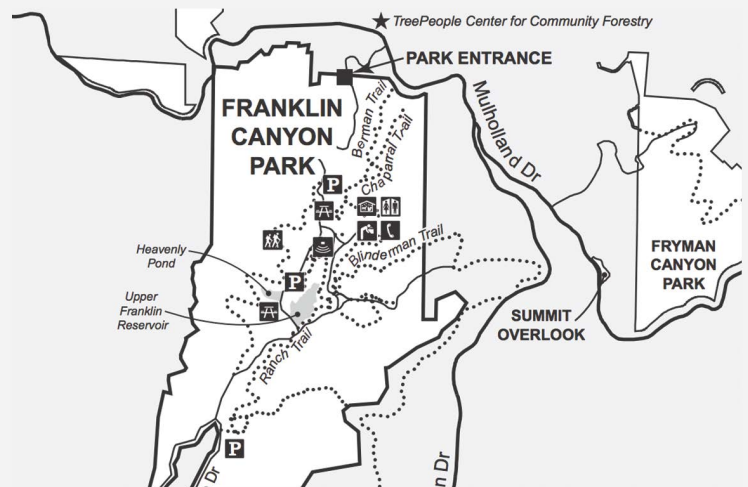 TreePeople Center for Community Forestry
PARK ENTRANCE
FRANKLIN
CANYON
PARK
Berman Trail
Chaparral Trail
Mulholland Dr
P
Blinderman Trail
Heavenly
Pond
P
FRYMAN
CANYON
PARK
Upper
Franklin
Reservoir
SUMMIT
OVERLOOK
Ranch Trail
P
n Dr
Dr